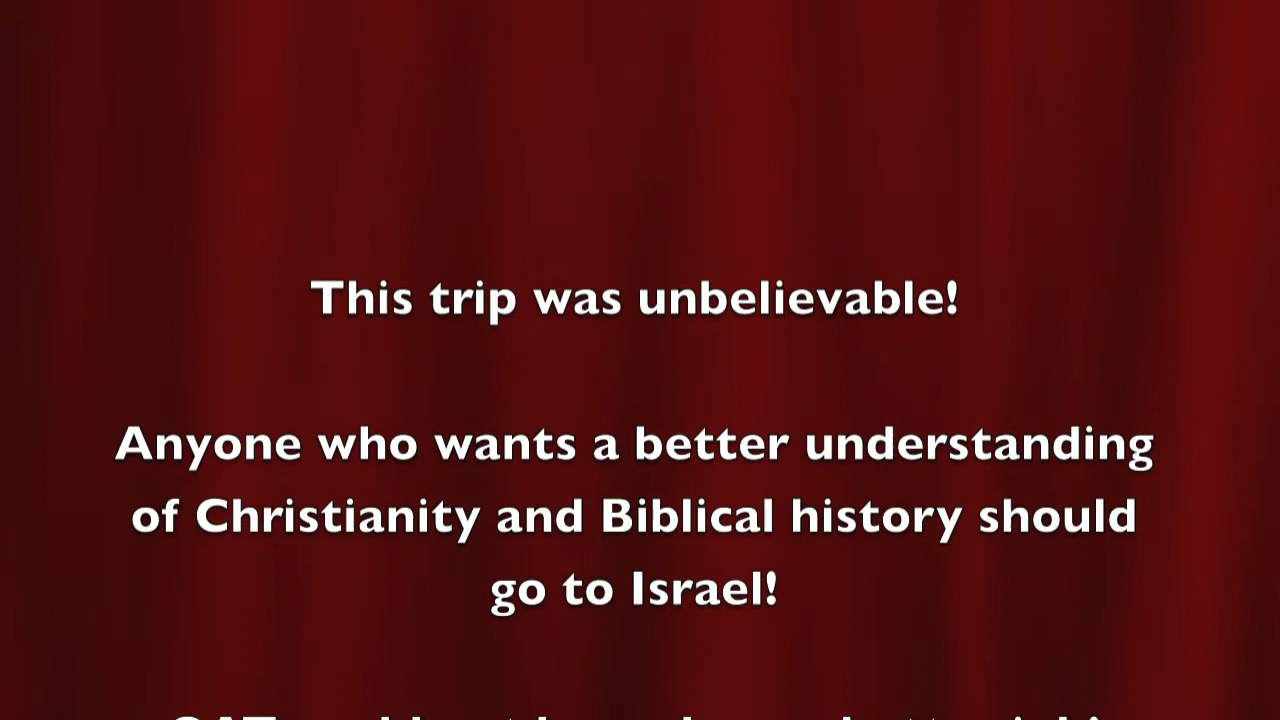 This trip was unbelievable!
Anyone who wants a better understanding
of Christianity and Biblical history should
go to Israel!